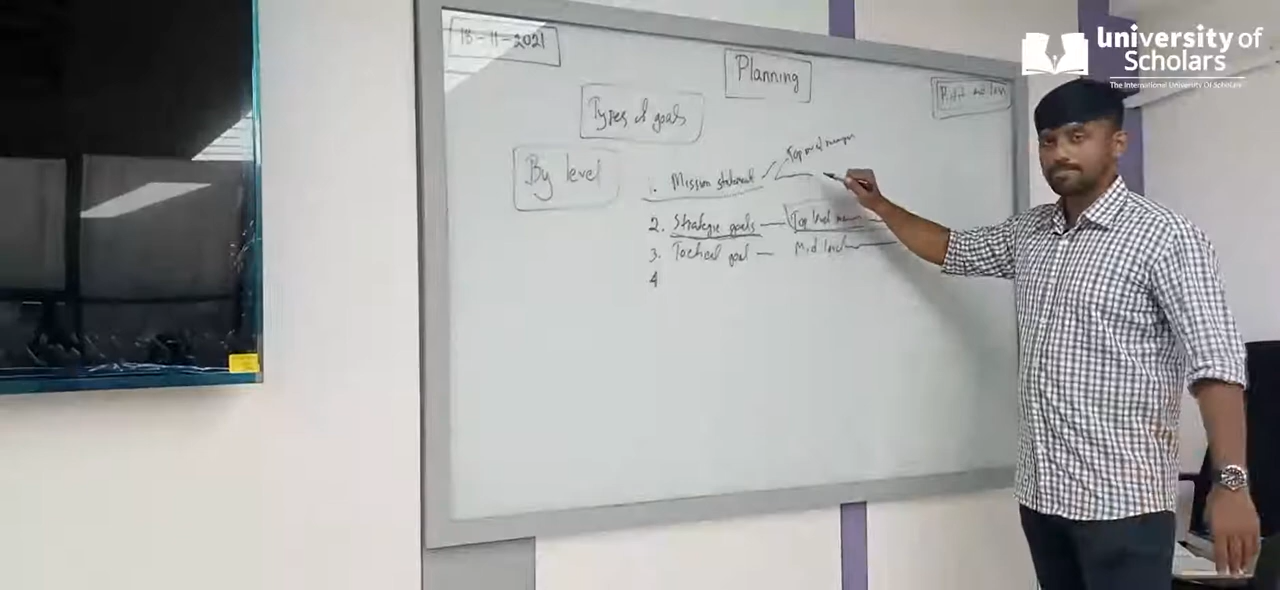 University of
Scholars
The International University Of Scholars
18-11-2021
Planning
Types of goals
By level
1. Mission statement
2. Strategic goals — Top level
3. Tactical goal — Mid level
4